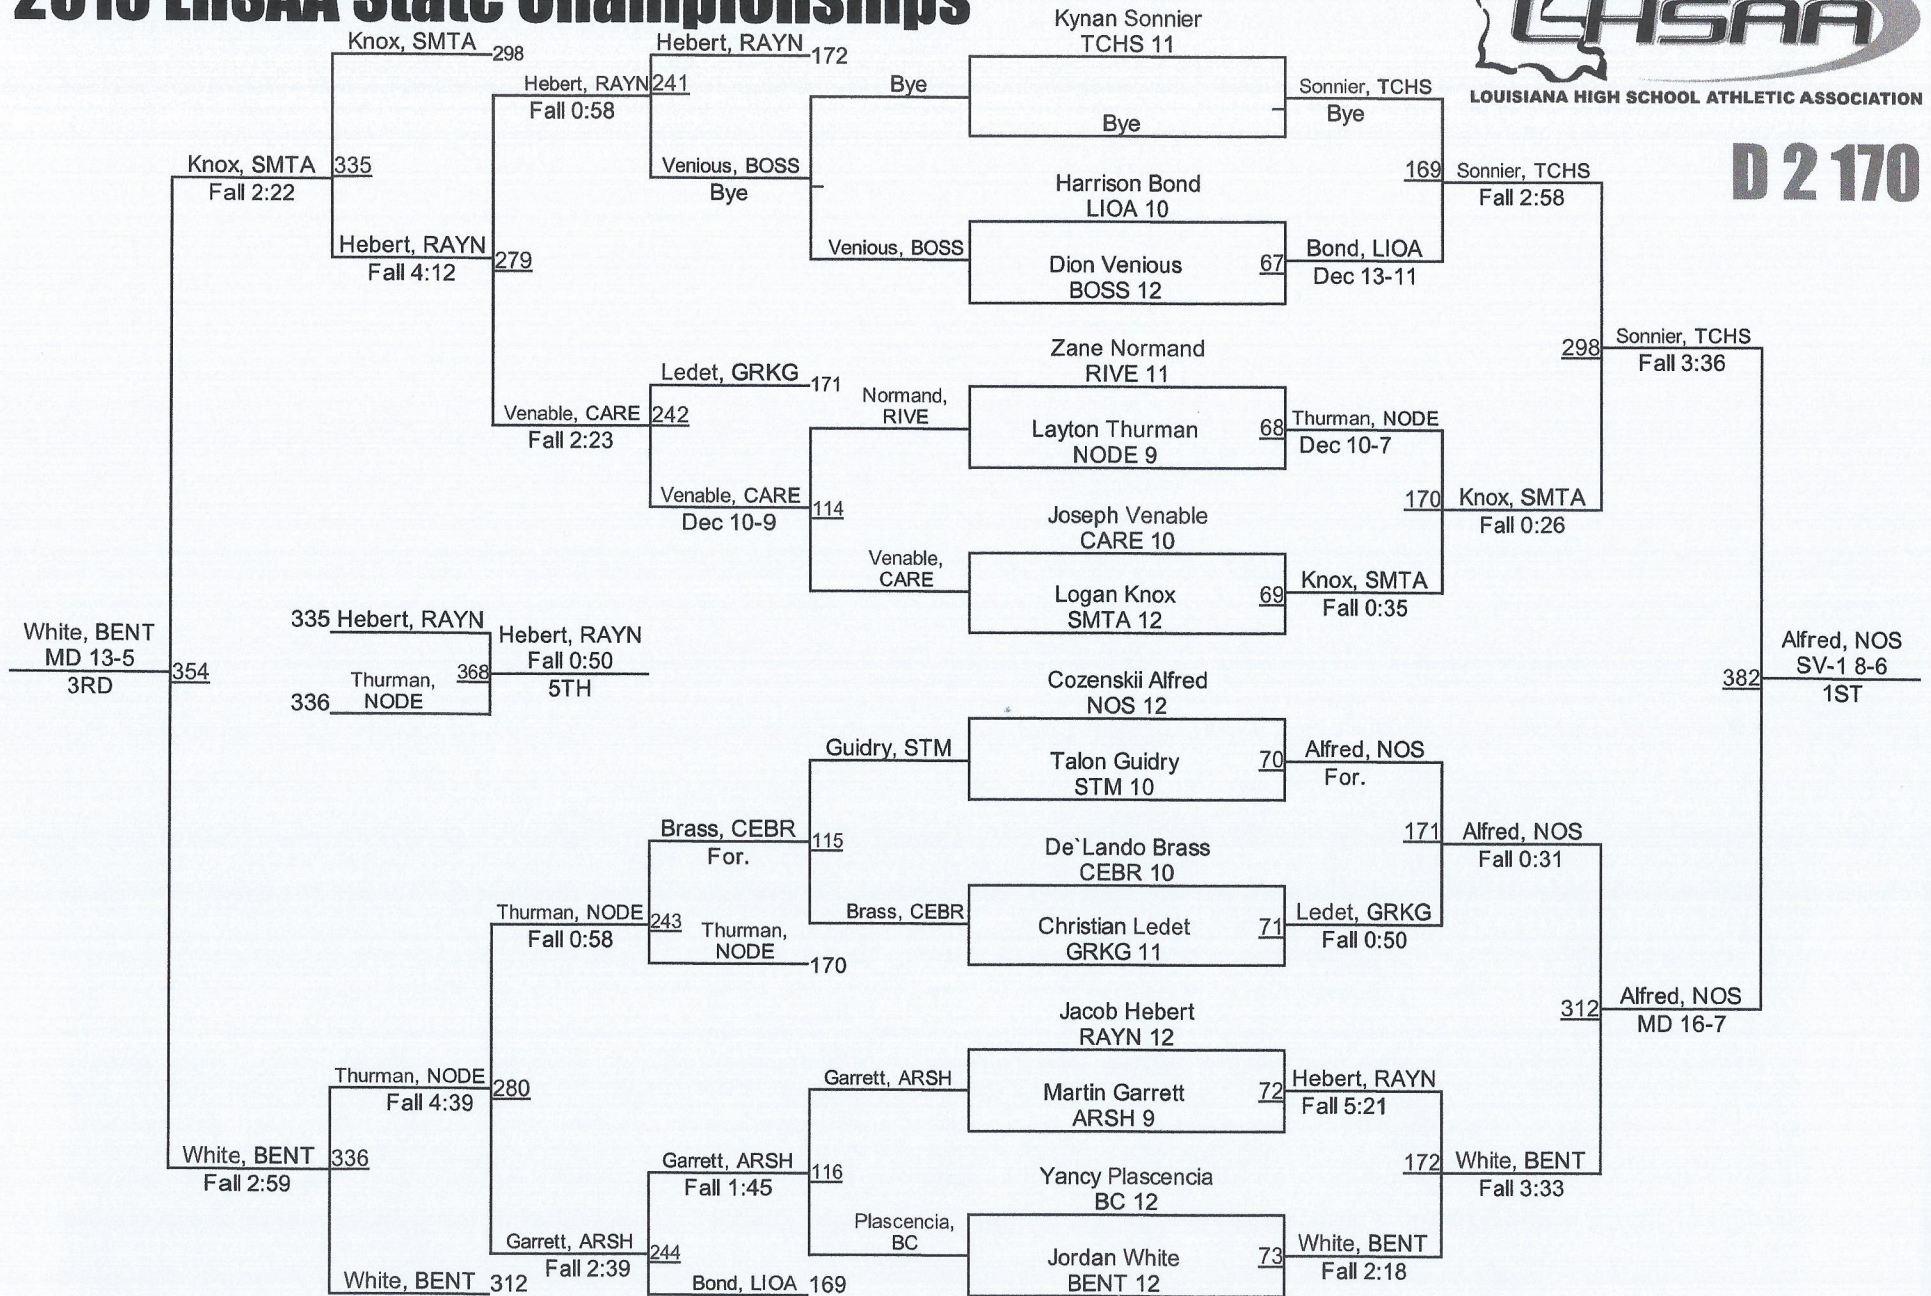 2016 LHSAA State Championships
LHSAA
LOUISIANA HIGH SCHOOL ATHLETIC ASSOCIATION
D 2 170
Kynan Sonnier
TCHS 11
Bye
Harrison Bond
LIOA 10
Dion Venious
BOSS 12
67
Zane Normand
RIVE 11
Layton Thurman
NODE 9
68
Joseph Venable
CARE 10
Logan Knox
SMTA 12
69
Cozenskii Alfred
NOS 12
Talon Guidry
STM 10
70
De`Lando Brass
CEBR 10
Christian Ledet
GRKG 11
71
Jacob Hebert
RAYN 12
Martin Garrett
ARSH 9
72
Yancy Plascencia
BC 12
Jordan White
BENT 12
73
Sonnier, TCHS
Bye
Bond, LIOA
Dec 13-11
Thurman, NODE
Dec 10-7
Knox, SMTA
Fall 0:35
Alfred, NOS
For.
Ledet, GRKG
Fall 0:50
Hebert, RAYN
Fall 5:21
White, BENT
Fall 2:18
169
Sonnier, TCHS
Fall 2:58
170
Knox, SMTA
Fall 0:26
171
Alfred, NOS
Fall 0:31
172
White, BENT
Fall 3:33
298
Sonnier, TCHS
Fall 3:36
312
Alfred, NOS
MD 16-7
382
Alfred, NOS
SV-1 8-6
1ST
Bye
Venious, BOSS
Normand,
RIVE
Venable,
CARE
Guidry, STM
Brass, CEBR
Garrett, ARSH
Plascencia,
BC
Hebert, RAYN
172
Venious, BOSS
Bye
Ledet, GRKG
171
Venable, CARE
Dec 10-9
114
Brass, CEBR
For.
115
Thurman,
NODE
170
Garrett, ARSH
Fall 1:45
116
Bond, LIOA
169
Hebert, RAYN
Fall 0:58
241
Venable, CARE
Fall 2:23
242
Thurman, NODE
Fall 0:58
243
Garrett, ARSH
Fall 2:39
244
Knox, SMTA
298
Hebert, RAYN
Fall 4:12
279
Thurman, NODE
Fall 4:39
280
White, BENT
312
Knox, SMTA
Fall 2:22
335
White, BENT
Fall 2:59
336
White, BENT
MD 13-5
3RD
354
335 Hebert, RAYN
336
Thurman,
NODE
368
Hebert, RAYN
Fall 0:50
5TH